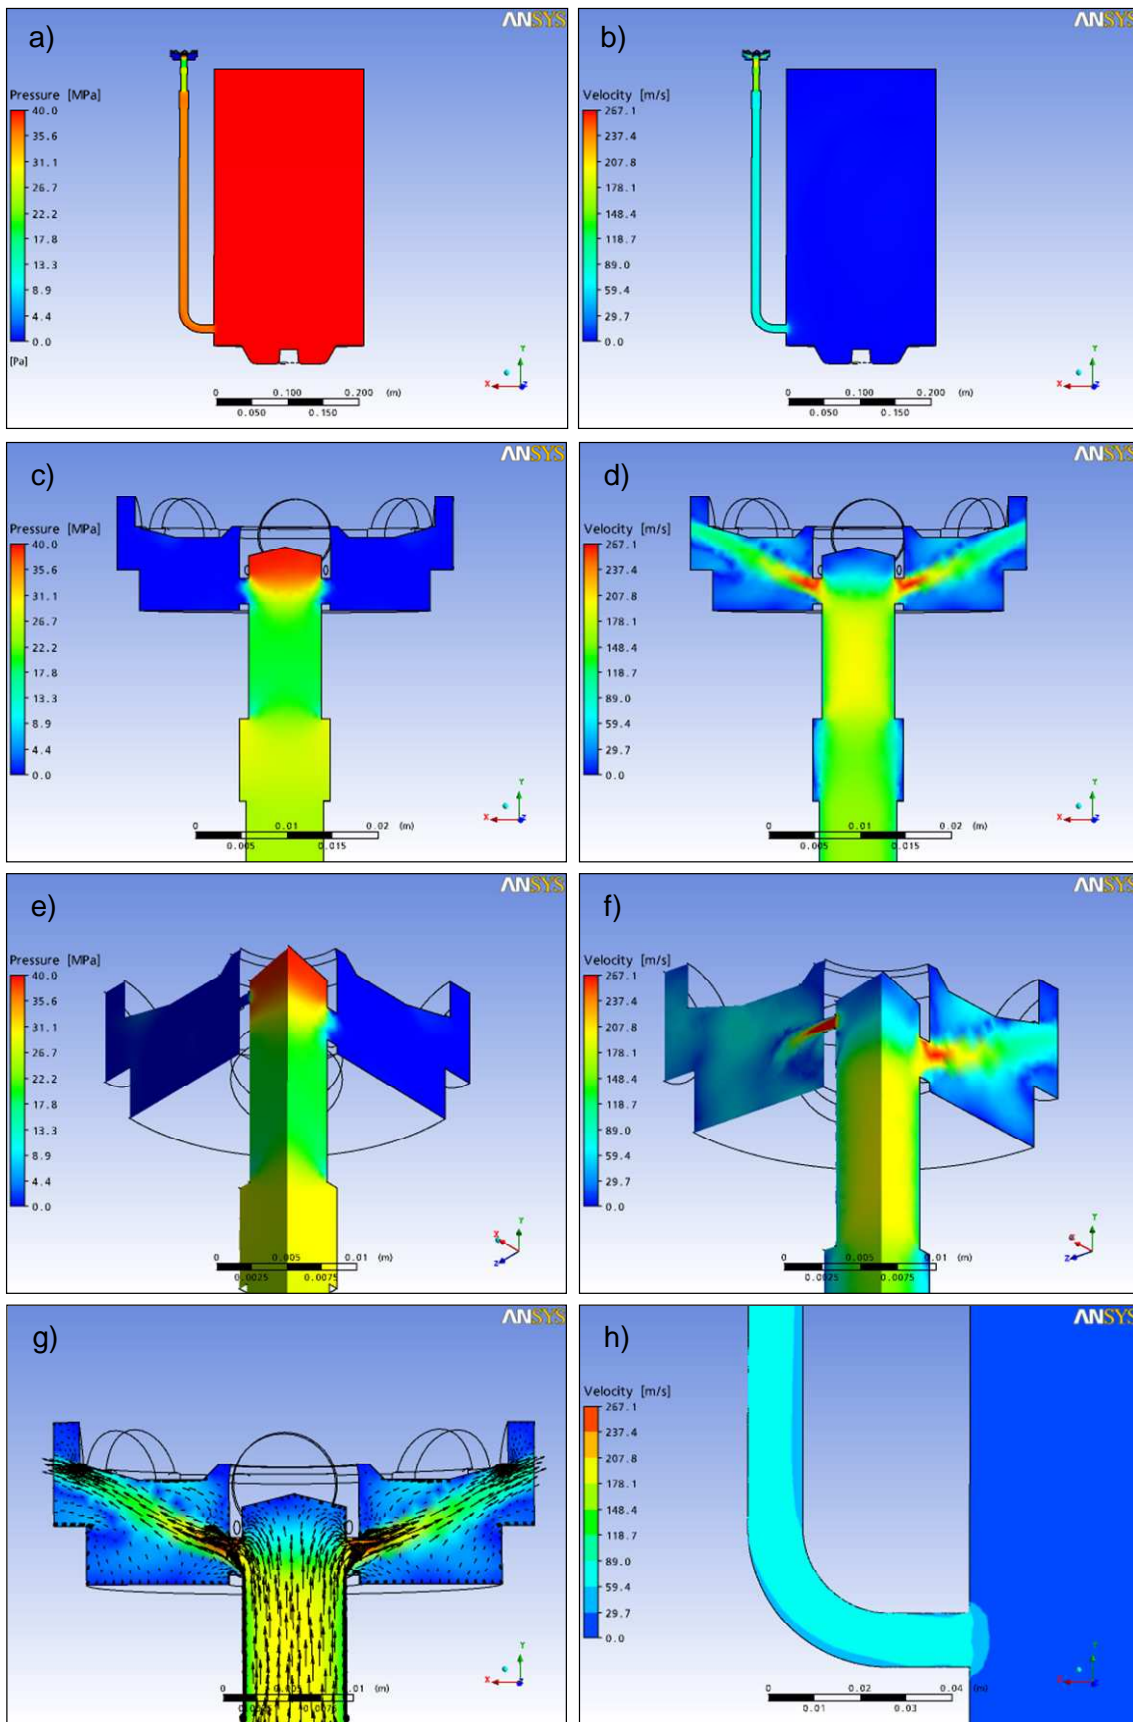 a)
ANSYS
Pressure [MPa]
40.0
35.6
31.1
26.7
22.2
17.8
13.3
8.9
4.4
0.0
[Pa]
0 0.100 0.200 (m)
0.050 0.150
Y
X Z
b)
ANSYS
Velocity [m/s]
267.1
237.4
207.8
178.1
148.4
118.7
89.0
59.4
29.7
0.0
0 0.100 0.200 (m)
0.050 0.150
Y
X Z
c)
ANSYS
Pressure [MPa]
40.0
35.6
31.1
26.7
22.2
17.8
13.3
8.9
4.4
0.0
0 0.01 0.02 (m)
0.005 0.015
Y
X Z
d)
ANSYS
Velocity [m/s]
267.1
237.4
207.8
178.1
148.4
118.7
89.0
59.4
29.7
0.0
0 0.01 0.02 (m)
0.005 0.015
Y
X Z
e)
ANSYS
Pressure [MPa]
40.0
35.6
31.1
26.7
22.2
17.8
13.3
8.9
4.4
0.0
0 0.005 0.01 (m)
0.0025 0.0075
Y
X
Z
f)
ANSYS
Velocity [m/s]
267.1
237.4
207.8
178.1
148.4
118.7
89.0
59.4
29.7
0.0
0 0.005 0.01 (m)
0.0025 0.0075
Y
Z
g)
ANSYS
0 0.005 0.01 (m)
0.0075
Y
X Z
h)
ANSYS
Velocity [m/s]
267.1
237.4
207.8
178.1
148.4
118.7
89.0
59.4
29.7
0.0
0 0.02 0.04 (m)
0.01 0.03
Y
X Z